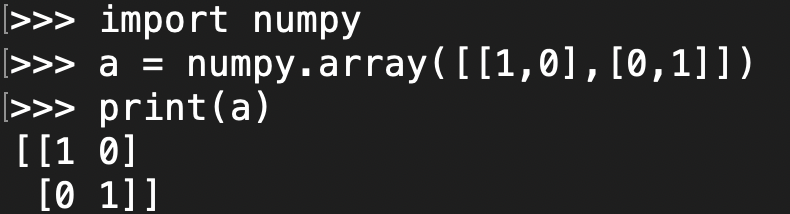 >>> import numpy
>>> a = numpy.array([[1,0],[0,1]])
>>> print(a)
[[1 0]
 [0 1]]